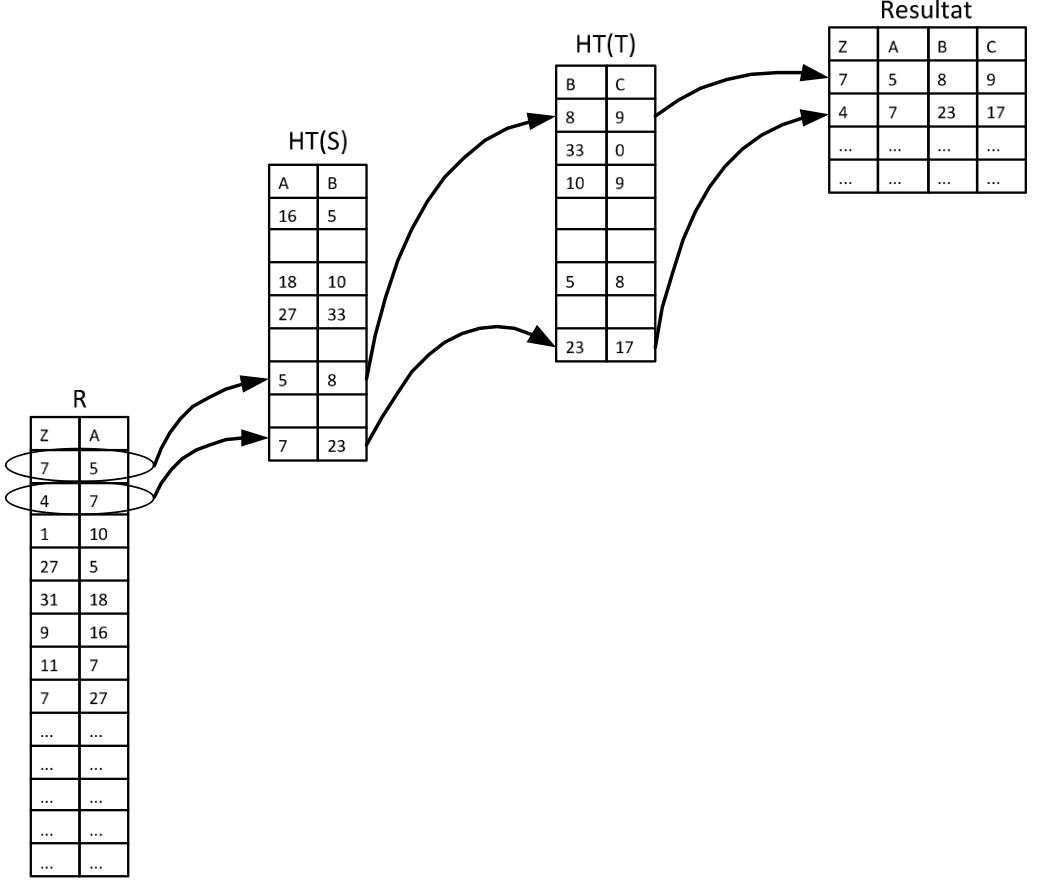 Resultat
Z A B C
7 5 8 9
4 7 23 17
... ... ... ...
... ... ... ...
HT(T)
B C
8 9
33 0
10 9
5 8
23 17
HT(S)
A B
16 5
18 10
27 33
5 8
7 23
R
Z A
7 5
4 7
1 10
27 5
31 18
9 16
11 7
7 27
... ...
... ...
... ...
... ...
... ...